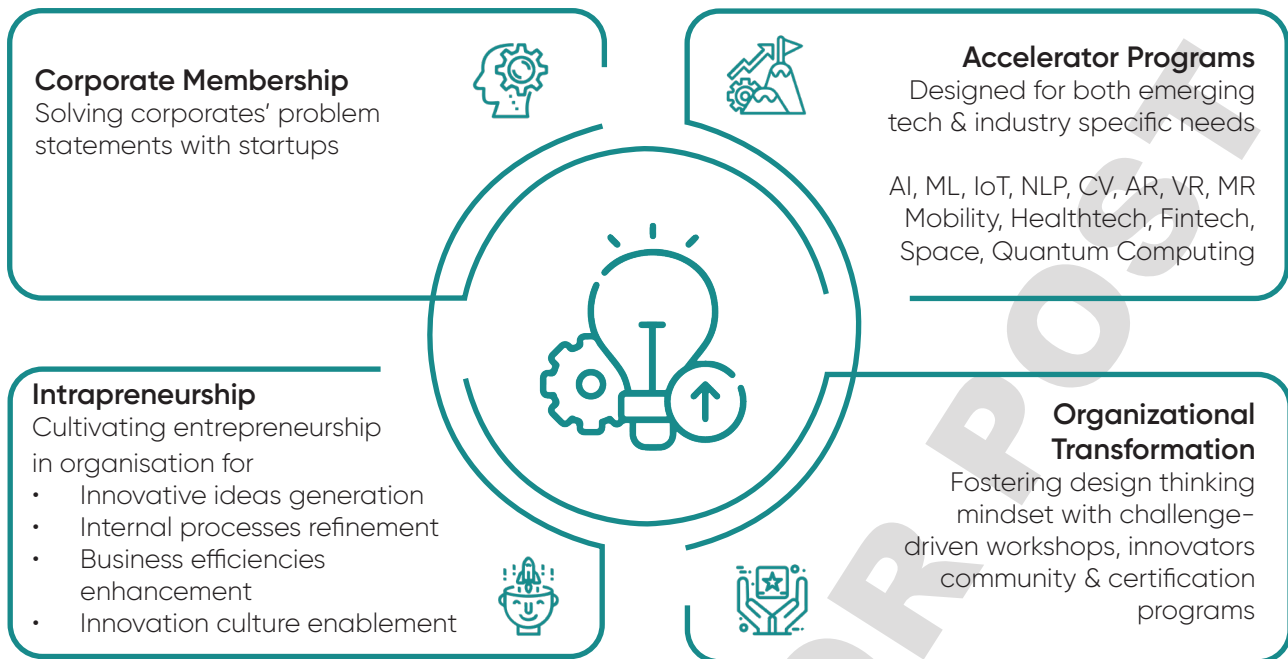 Corporate Membership
Solving corporates' problem
statements with startups
Accelerator Programs
Designed for both emerging
tech & industry specific needs
AI, ML, IoT, NLP, CV, AR, VR, MR
Mobility, Healthtech, Fintech,
Space, Quantum Computing
Intrapreneurship
Cultivating entrepreneurship
in organisation for
• Innovative ideas generation
• Internal processes refinement
• Business efficiencies
enhancement
• Innovation culture enablement
Organizational
Transformation
Fostering design thinking
mindset with challenge-
driven workshops, innovators
community & certification
programs
OR POST